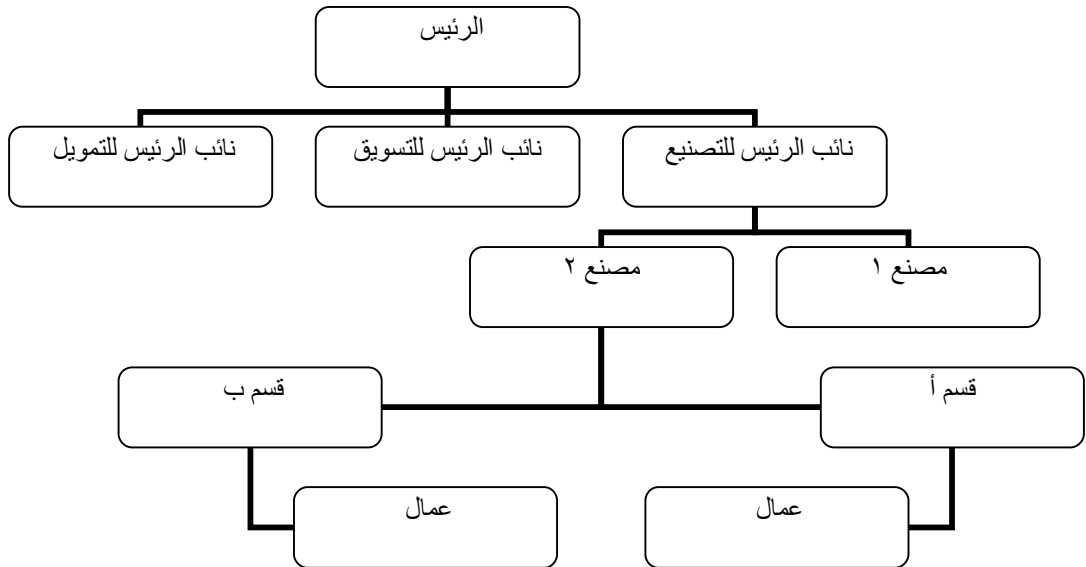 الرئيس
نائب الرئيس للتصنيع
نائب الرئيس للتسويق
نائب الرئيس للتمويل
مصنع ١
مصنع ٢
قسم أ
قسم ب
عمال
عمال